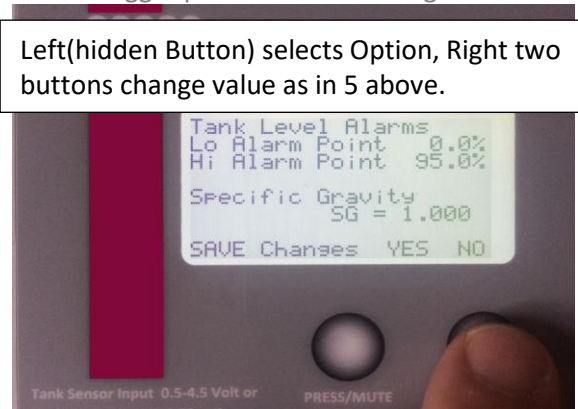 Left(hidden Button) selects Option, Right two
buttons change value as in 5 above.
Tank Level Alarms
Lo Alarm Point 0.0%
Hi Alarm Point 95.0%
Specific Gravity
SG = 1.000
SAVE Changes YES NO
Tank Sensor Input 0.5-4.5 Volt or
PRESS/MUTE